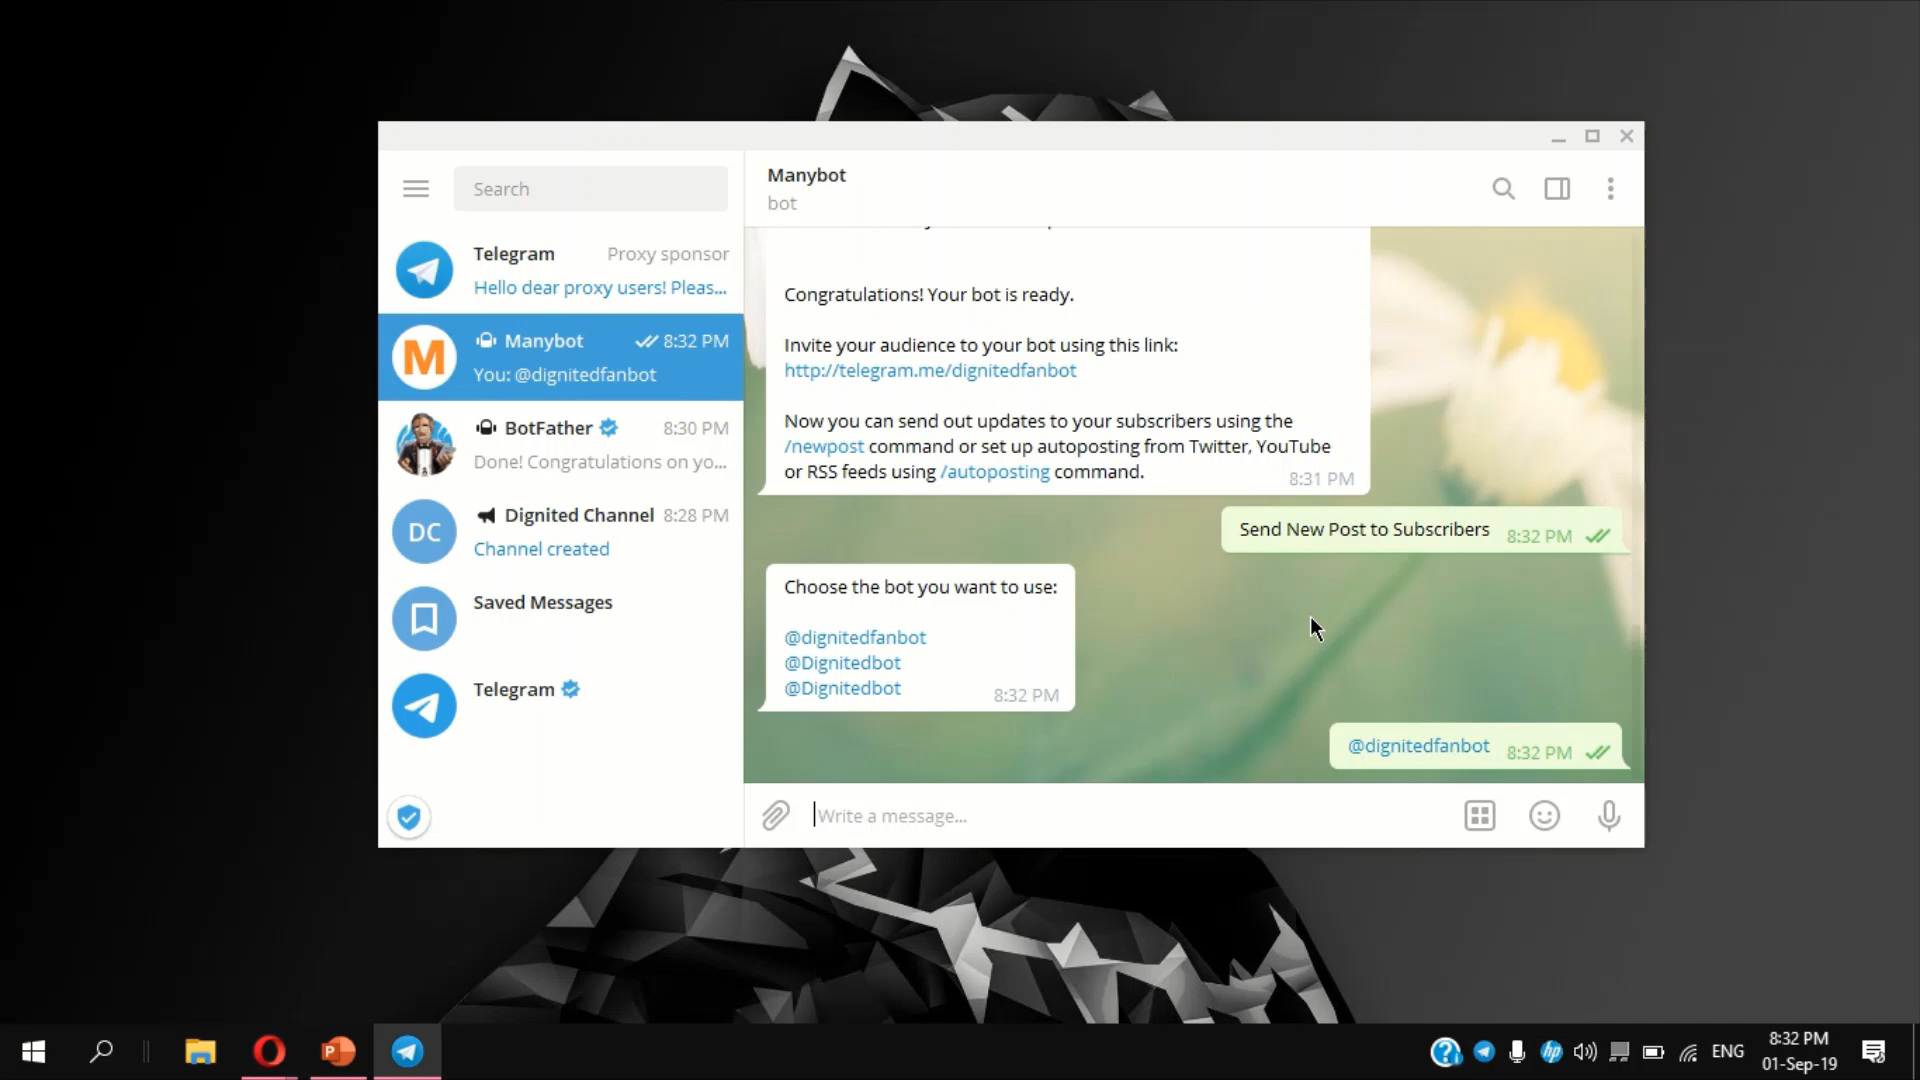 Search
Telegram Proxy sponsor
Hello dear proxy users! Pleas...
M
Manybot 8:32 PM
You: @dignitedfanbot
BotFather 8:30 PM
Done! Congratulations on yo...
DC
Dignited Channel 8:28 PM
Channel created
Saved Messages
Telegram
Manybot
bot
Congratulations! Your bot is ready.
Invite your audience to your bot using this link:
http://telegram.me/dignitedfanbot
Now you can send out updates to your subscribers using the
/newpost command or set up autoposting from Twitter, YouTube
or RSS feeds using /autoposting command.
8:31 PM
Send New Post to Subscribers 8:32 PM
Choose the bot you want to use:
@dignitedfanbot
@Dignitedbot
@Dignitedbot
8:32 PM
@dignitedfanbot 8:32 PM
Write a message...
P
hp
ENG
8:32 PM
01-Sep-19